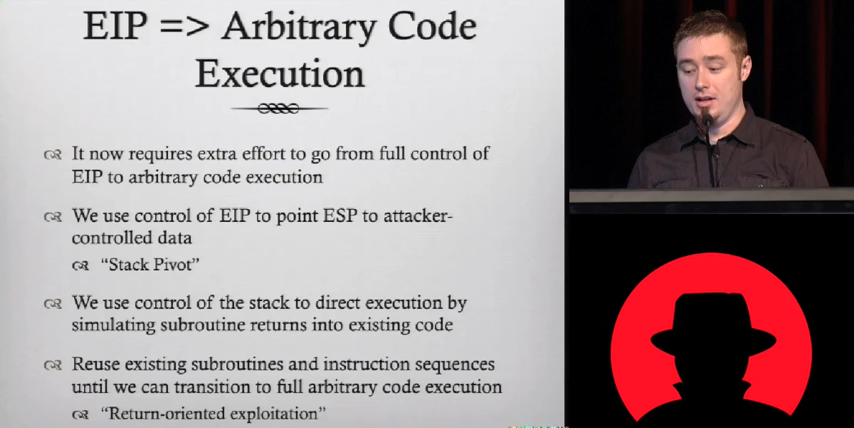 EIP => Arbitrary Code
Execution
It now requires extra effort to go from full control of
EIP to arbitrary code execution
We use control of EIP to point ESP to attacker-
controlled data
“Stack Pivot”
We use control of the stack to direct execution by
simulating subroutine returns into existing code
Reuse existing subroutines and instruction sequences
until we can transition to full arbitrary code execution
“Return-oriented exploitation”